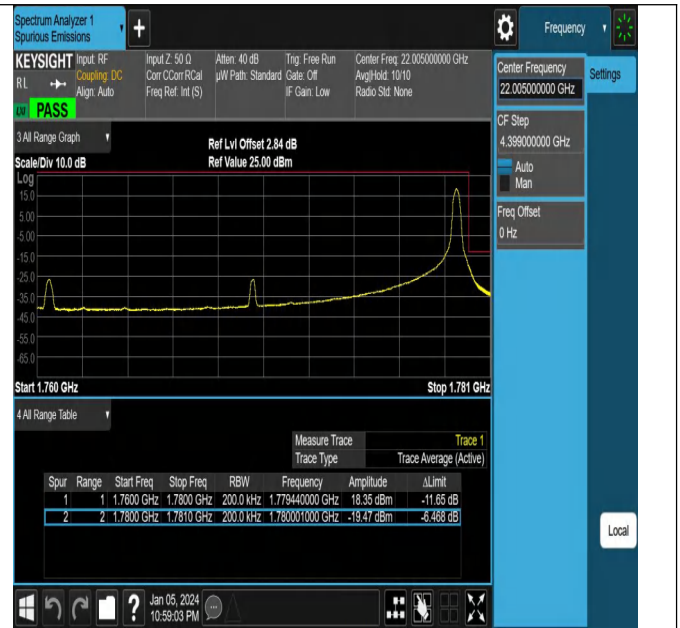 Spectrum Analyzer 1
Spurious Emissions
Frequency
KEYSIGHT
RL
Input: RF
Coupling: DC
Align: Auto
Input Z: 50 Ω
Corr CCorr RCal
Freq Ref: Int (S)
Atten: 40 dB
µW Path: Standard
Trig: Free Run
Gate: Off
IF Gain: Low
Center Freq: 22.005000000 GHz
Avg|Hold: 10/10
Radio Std: None
PASS
Center Frequency
22.005000000 GHz
Settings
CF Step
4.399000000 GHz
Auto
Man
Freq Offset
0 Hz
3 All Range Graph
Scale/Div 10.0 dB
Ref Lvl Offset 2.84 dB
Ref Value 25.00 dBm
Log
15.0
5.00
-5.00
-15.0
-25.0
-35.0
-45.0
-55.0
-65.0
Start 1.760 GHz
Stop 1.781 GHz
4 All Range Table
Measure Trace Trace 1
Trace Type Trace Average (Active)
Spur Range Start Freq Stop Freq RBW Frequency Amplitude ΔLimit
1 1 1.7600 GHz 1.7800 GHz 200.0 kHz 1.779440000 GHz 18.35 dBm -11.65 dB
2 2 1.7800 GHz 1.7810 GHz 200.0 kHz 1.780001000 GHz -19.47 dBm -6.468 dB
Local
?
Jan 05, 2024
10:59:03 PM